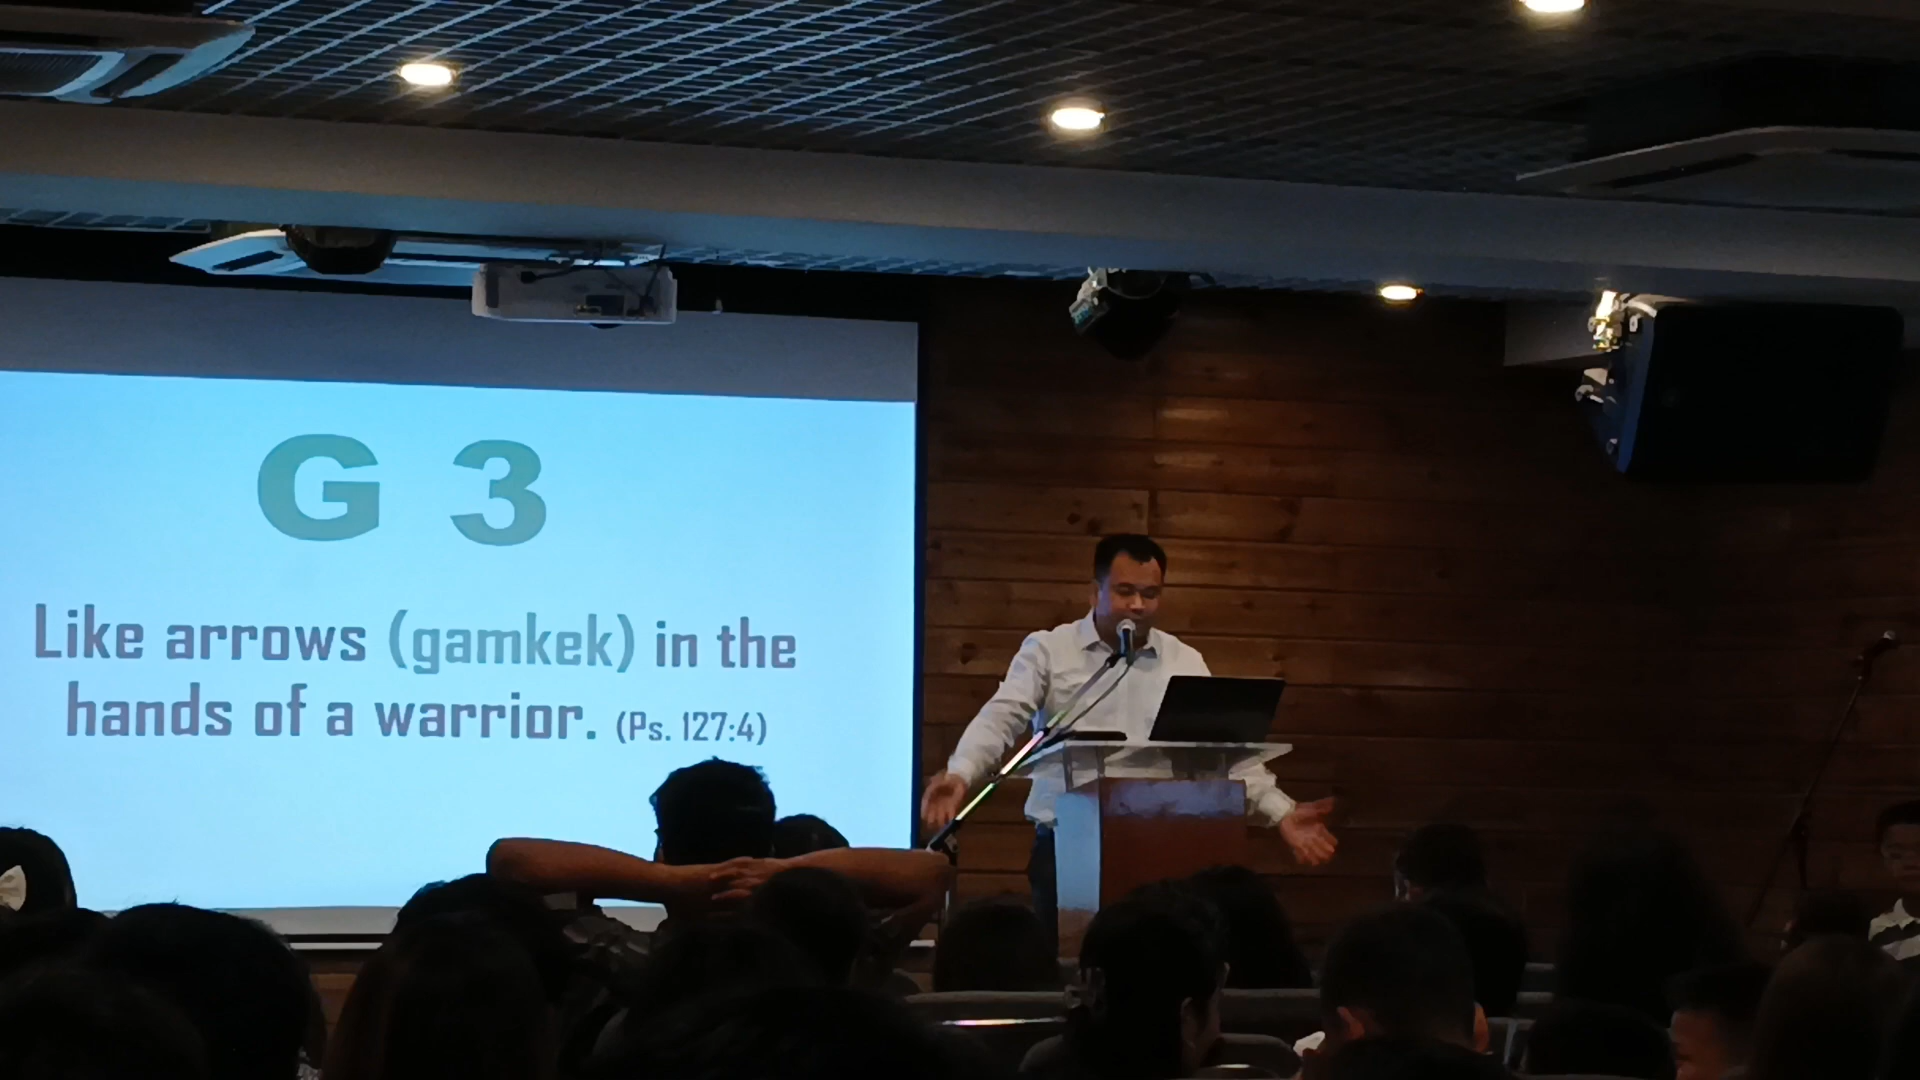 G 3
Like arrows (gamkek) in the
hands of a warrior. (Ps. 127:4)